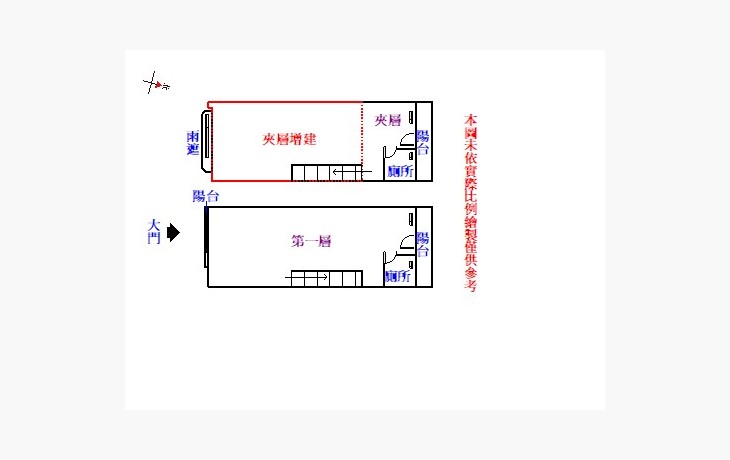 北
夾層
夾層增建
雨遮
陽台
廁所
陽台
大門
第一層
陽台
廁所
本圖未依實際比例繪製僅供參考